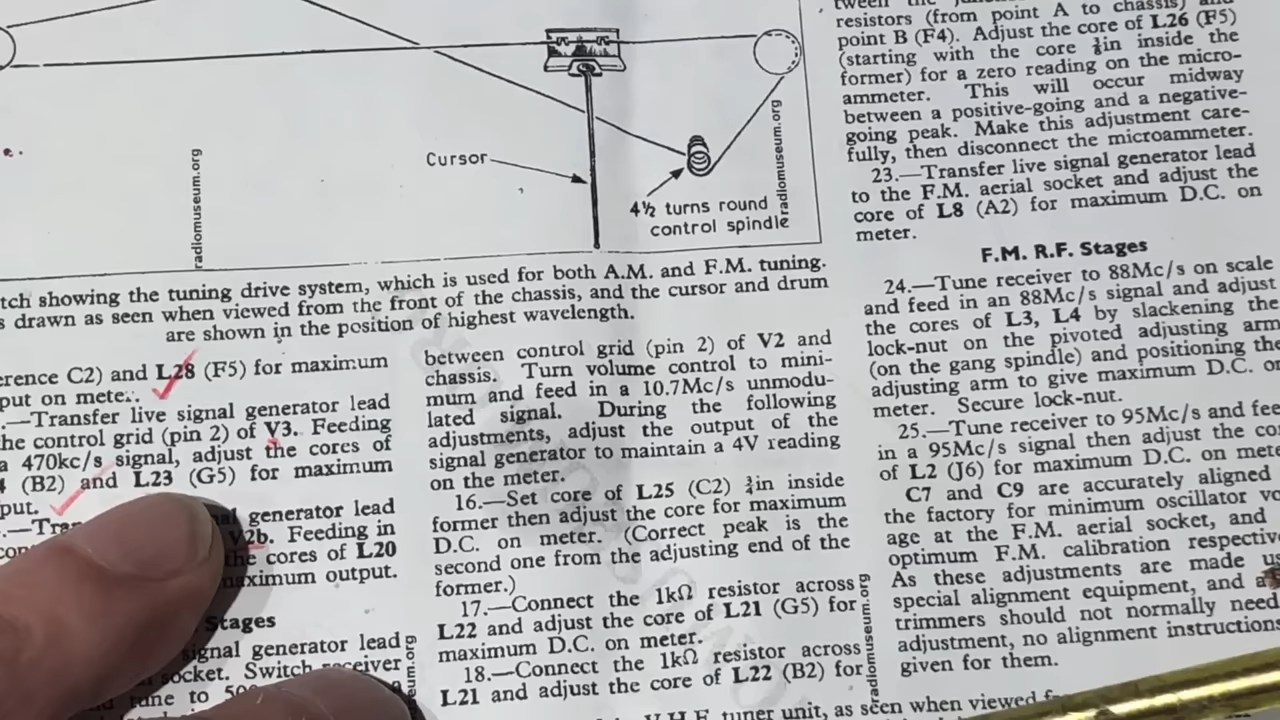 Cursor
4½ turns round
control spindle
radiomuseum.org
radiomuseum.org
tch showing the tuning drive system, which is used for both A.M. and F.M. tuning.
s drawn as seen when viewed from the front of the chassis, and the cursor and drum
are shown in the position of highest wavelength.
erence C2) and L28 (F5) for maximum
put on meter.
.—Transfer live signal generator lead
he control grid (pin 2) of V3. Feeding
a 470kc/s signal, adjust the cores of
4 (B2) and L23 (G5) for maximum
put.
generator lead
V2b. Feeding in
the cores of L20
maximum output.
Stages
signal generator lead
socket. Switch receiver
tune to 500
between control grid (pin 2) of V2 and
chassis. Turn volume control to mini-
mum and feed in a 10.7Mc/s unmodu-
lated signal. During the following
adjustments, adjust the output of the
signal generator to maintain a 4V reading
on the meter.
16.—Set core of L25 (C2) ¾in inside
former then adjust the core for maximum
D.C. on meter. (Correct peak is the
second one from the adjusting end of the
former.)
17.—Connect the 1kΩ resistor across
L22 and adjust the core of L21 (G5) for
maximum D.C. on meter.
18.—Connect the 1kΩ resistor across
L21 and adjust the core of L22 (B2) for
radiomuseum.org
V.H.F. tuner unit, as seen when viewed
resistors (from point A to chassis) and
point B (F4). Adjust the core of L26 (F5)
(starting with the core in inside the
former) for a zero reading on the micro-
ammeter. This will occur midway
between a positive-going and a negative-
going peak. Make this adjustment care-
fully, then disconnect the microammeter.
23.—Transfer live signal generator lead
to the F.M. aerial socket and adjust the
core of L8 (A2) for maximum D.C. on
meter.
F.M. R.F. Stages
24.—Tune receiver to 88Mc/s on scale
and feed in an 88Mc/s signal and adjust
the cores of L3, L4 by slackening the
lock-nut on the pivoted adjusting arm
(on the gang spindle) and positioning the
adjusting arm to give maximum D.C. on
meter. Secure lock-nut.
25.—Tune receiver to 95Mc/s and fee
in a 95Mc/s signal then adjust the co
of L2 (J6) for maximum D.C. on mete
C7 and C9 are accurately aligned
the factory for minimum oscillator vo
age at the F.M. aerial socket, and
optimum F.M. calibration respective
As these adjustments are made us
special alignment equipment, and a
trimmers should not normally need
adjustment, no alignment instructions
given for them.